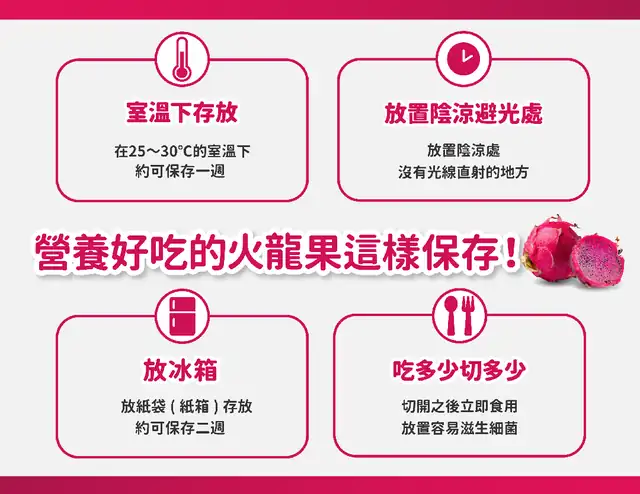 室溫下存放
在25~30℃的室溫下
約可保存一週
放置陰涼避光處
放置陰涼處
沒有光線直射的地方
營養好吃的火龍果這樣保存!
放冰箱
放紙袋 ( 紙箱 ) 存放
約可保存二週
吃多少切多少
切開之後立即食用
放置容易滋生細菌